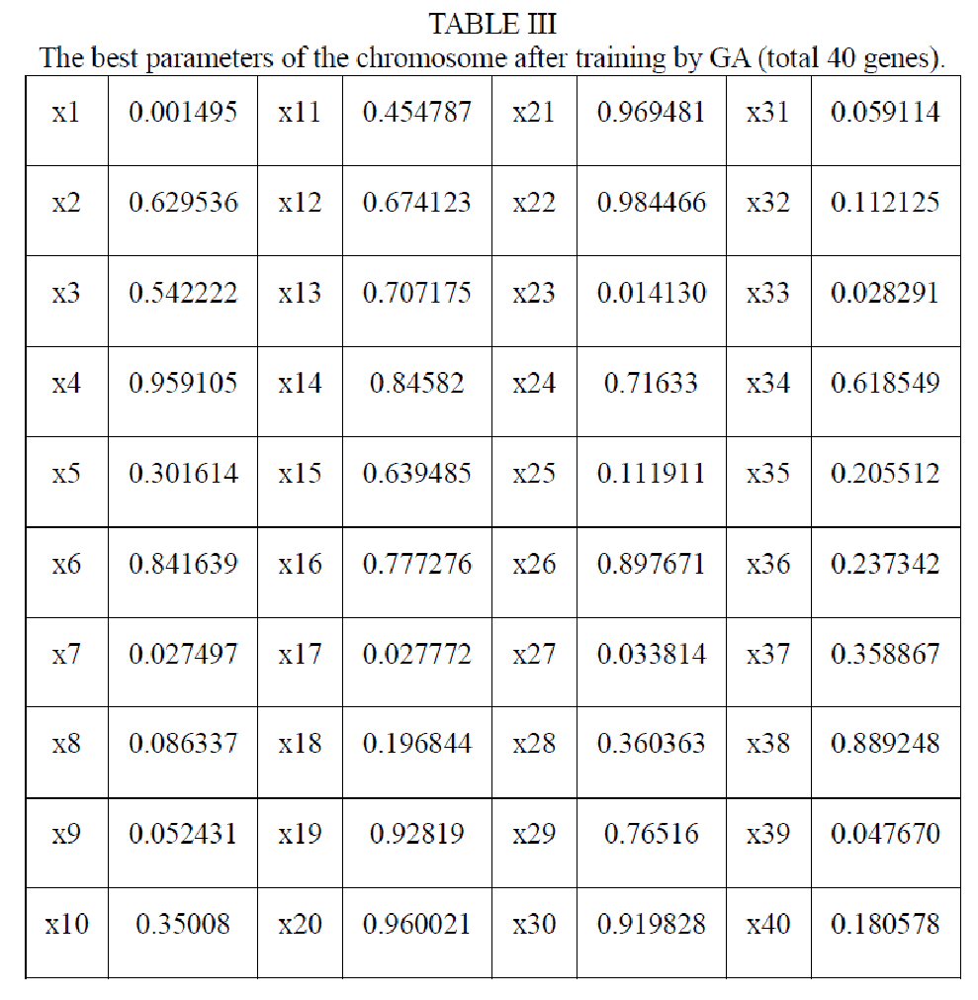 TABLE III
The best parameters of the chromosome after training by GA (total 40 genes).
x1 0.001495 x11 0.454787 x21 0.969481 x31 0.059114
x2 0.629536 x12 0.674123 x22 0.984466 x32 0.112125
x3 0.542222 x13 0.707175 x23 0.014130 x33 0.028291
x4 0.959105 x14 0.84582 x24 0.71633 x34 0.618549
x5 0.301614 x15 0.639485 x25 0.111911 x35 0.205512
x6 0.841639 x16 0.777276 x26 0.897671 x36 0.237342
x7 0.027497 x17 0.027772 x27 0.033814 x37 0.358867
x8 0.086337 x18 0.196844 x28 0.360363 x38 0.889248
x9 0.052431 x19 0.92819 x29 0.76516 x39 0.047670
x10 0.35008 x20 0.960021 x30 0.919828 x40 0.180578